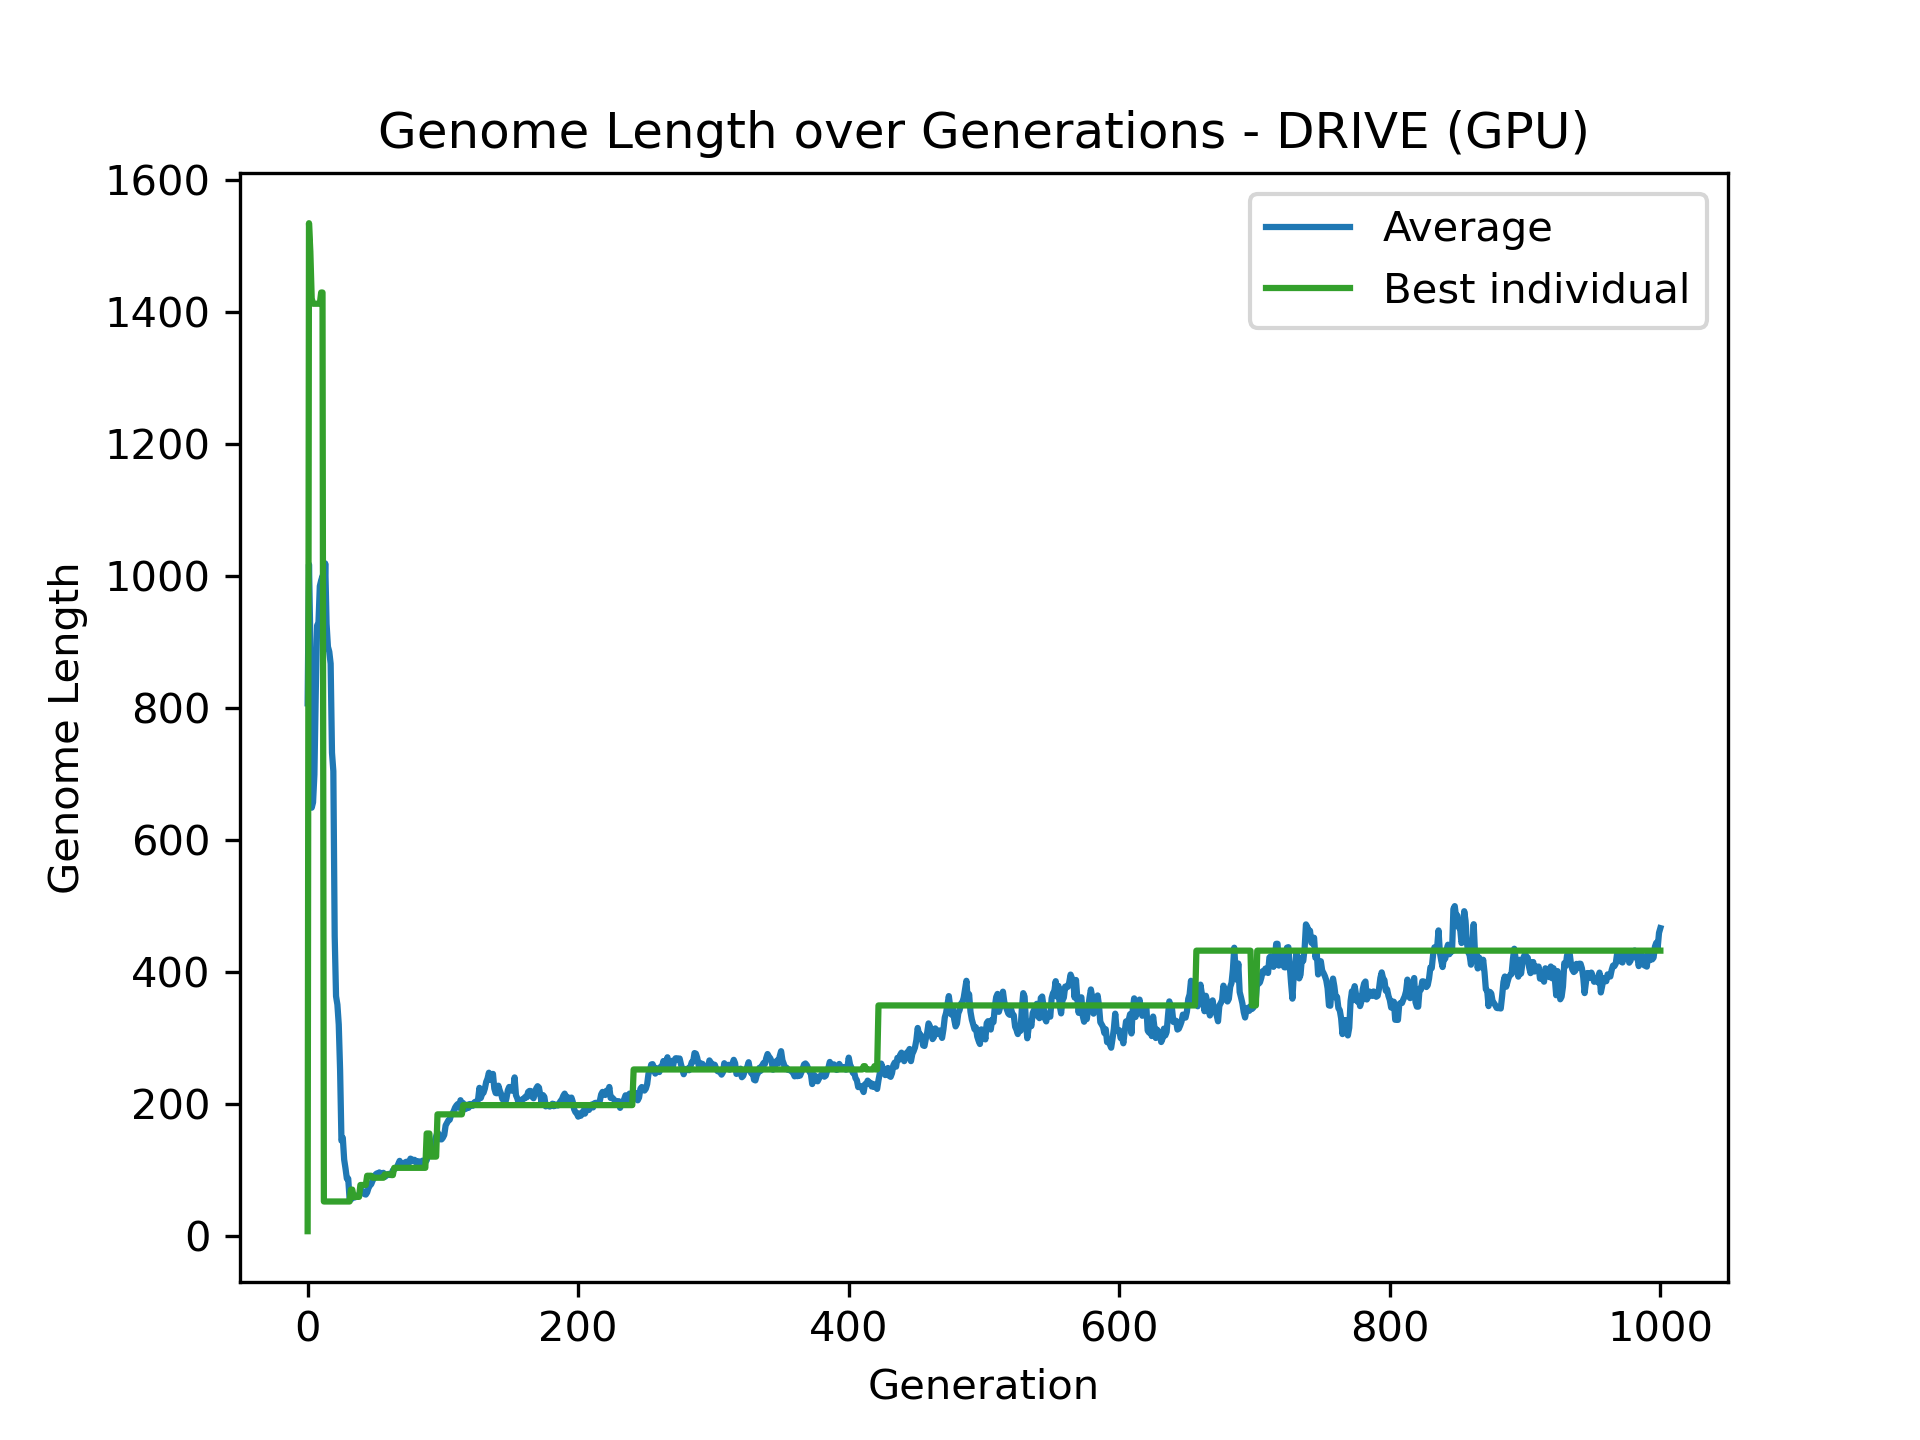 Genome Length over Generations - DRIVE (GPU)
1600
1400
1200
1000
800
600
400
200
0
Genome Length
Average
Best individual
0 200 400 600 800 1000
Generation